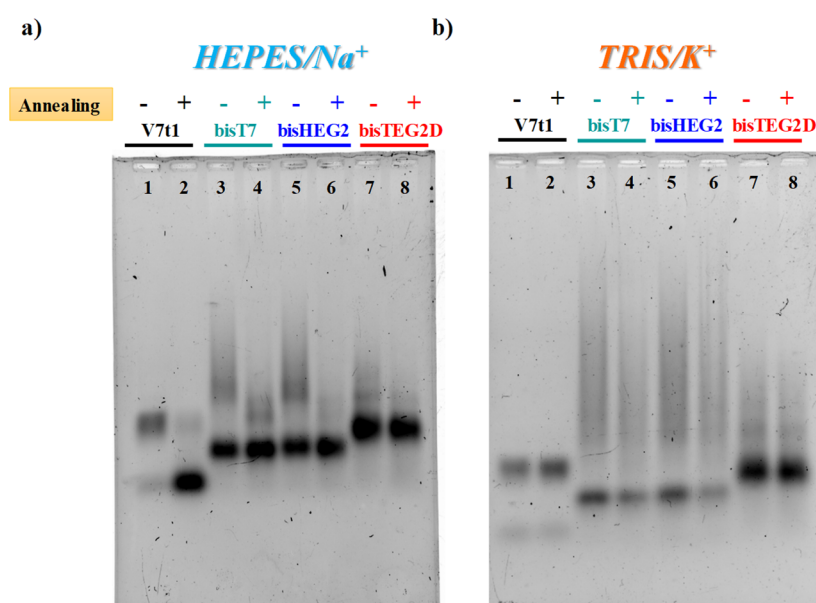 a)
HEPES/Na+
Annealing
- + - + - + - +
V7t1 bisT7 bisHEG2 bisTEG2D
1 2 3 4 5 6 7 8
b)
TRIS/K+
- + - + - + - +
V7t1 bisT7 bisHEG2 bisTEG2D
1 2 3 4 5 6 7 8